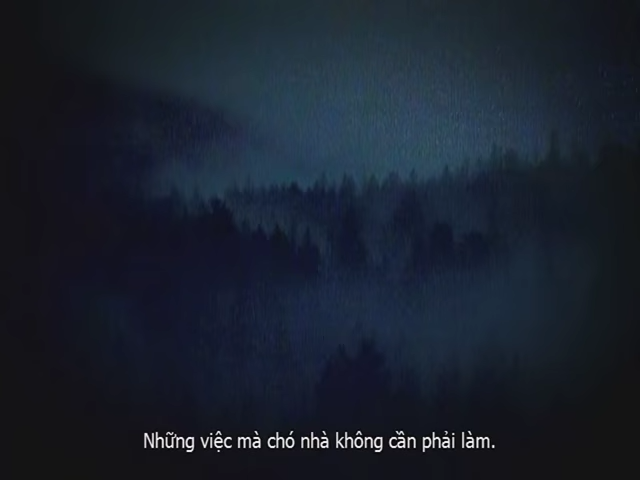 Những việc mà chó nhà không cần phải làm.